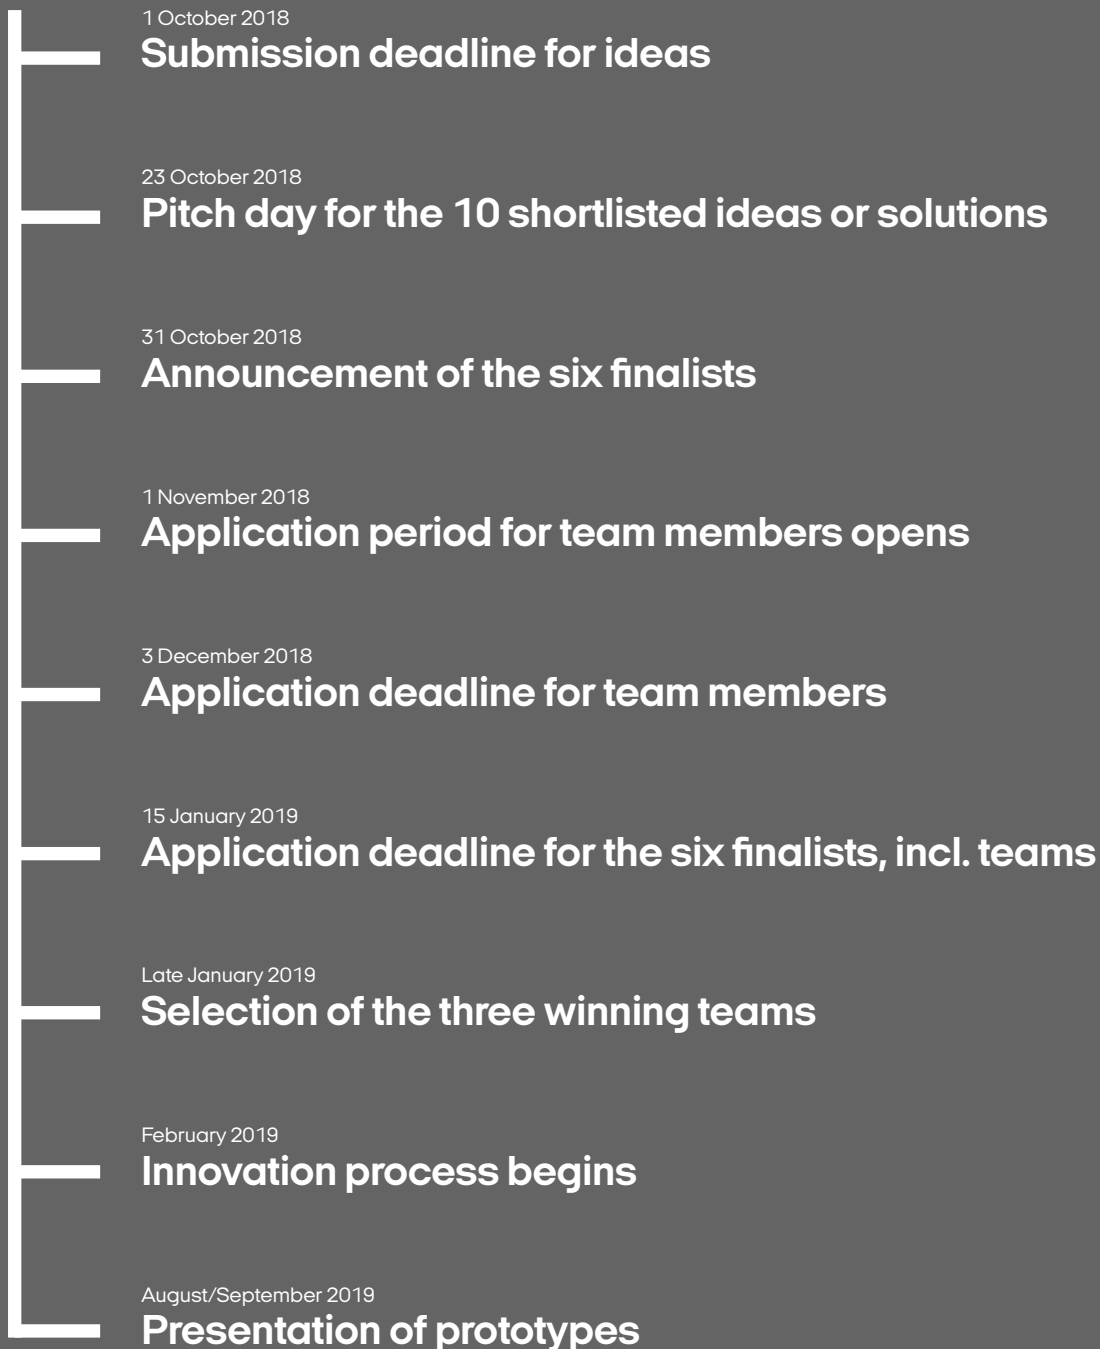 1 October 2018
Submission deadline for ideas
23 October 2018
Pitch day for the 10 shortlisted ideas or solutions
31 October 2018
Announcement of the six finalists
1 November 2018
Application period for team members opens
3 December 2018
Application deadline for team members
15 January 2019
Application deadline for the six finalists, incl. teams
Late January 2019
Selection of the three winning teams
February 2019
Innovation process begins
August/September 2019
Presentation of prototypes